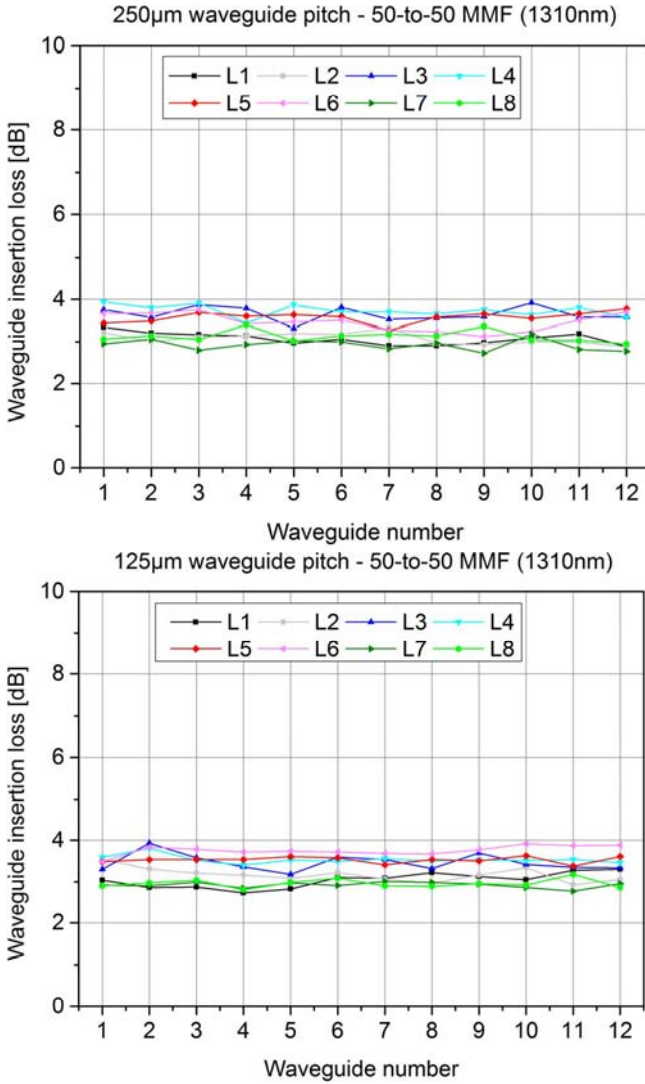 250µm waveguide pitch - 50-to-50 MMF (1310nm)
10
L1 L2 L3 L4
L5 L6 L7 L8
8
6
4
2
0
Waveguide insertion loss [dB]
1 2 3 4 5 6 7 8 9 10 11 12
Waveguide number
125µm waveguide pitch - 50-to-50 MMF (1310nm)
10
L1 L2 L3 L4
L5 L6 L7 L8
8
6
4
2
0
Waveguide insertion loss [dB]
1 2 3 4 5 6 7 8 9 10 11 12
Waveguide number